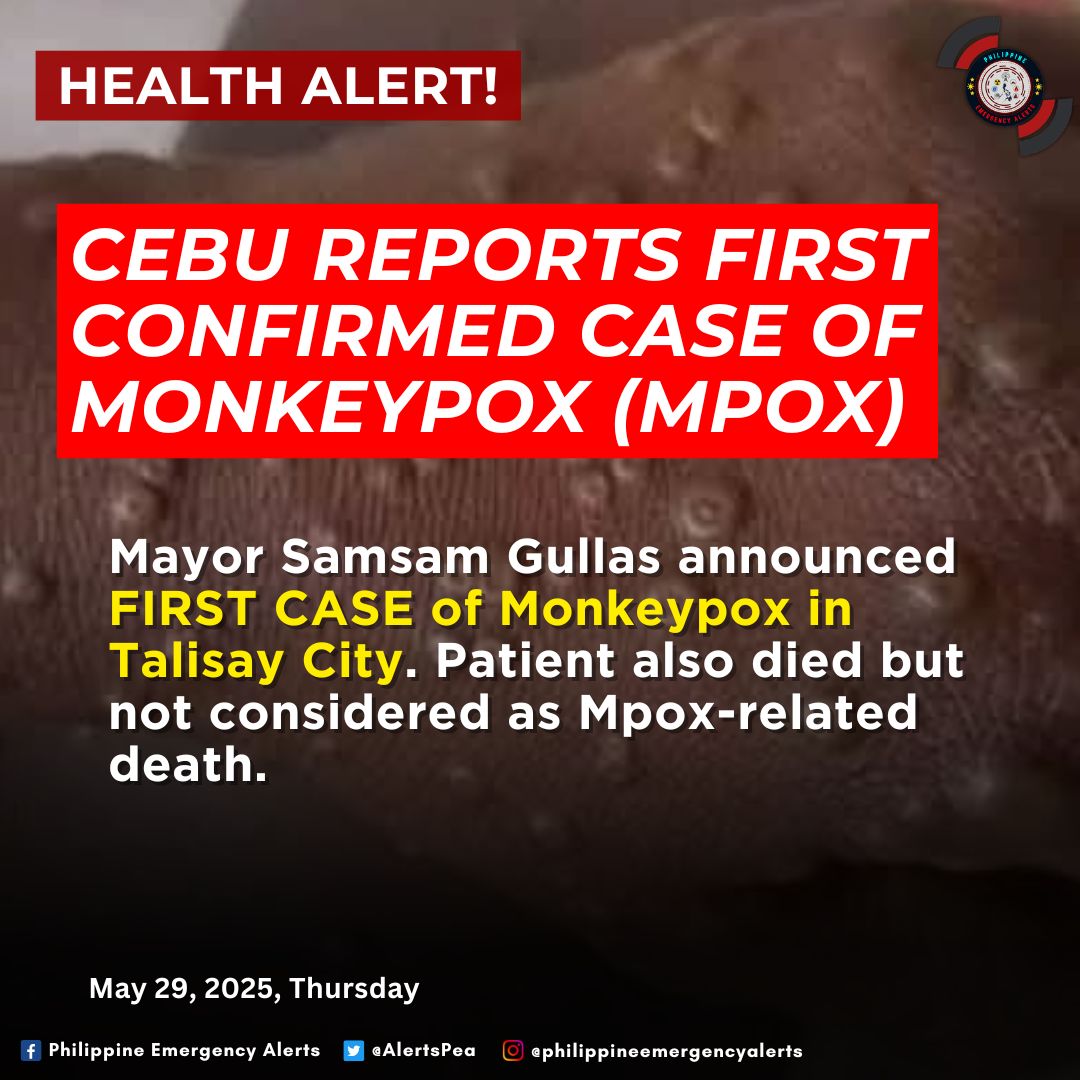 HEALTH ALERT!
PHILIPPINE
EMERGENCY ALERTS
CEBU REPORTS FIRST
CONFIRMED CASE OF
MONKEYPOX (MPOX)
Mayor Samsam Gullas announced
FIRST CASE of Monkeypox in
Talisay City. Patient also died but
not considered as Mpox-related
death.
May 29, 2025, Thursday
Philippine Emergency Alerts @AlertsPea @philippineemergencyalerts